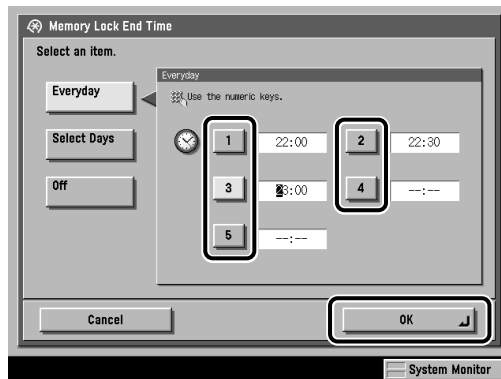 Memory Lock End Time
Select an item.
Everyday
Everyday
Use the numeric keys.
Select Days
1 22:00 2 22:30
Off
3 23:00 4 --:--
5 --:--
Cancel OK
System Monitor